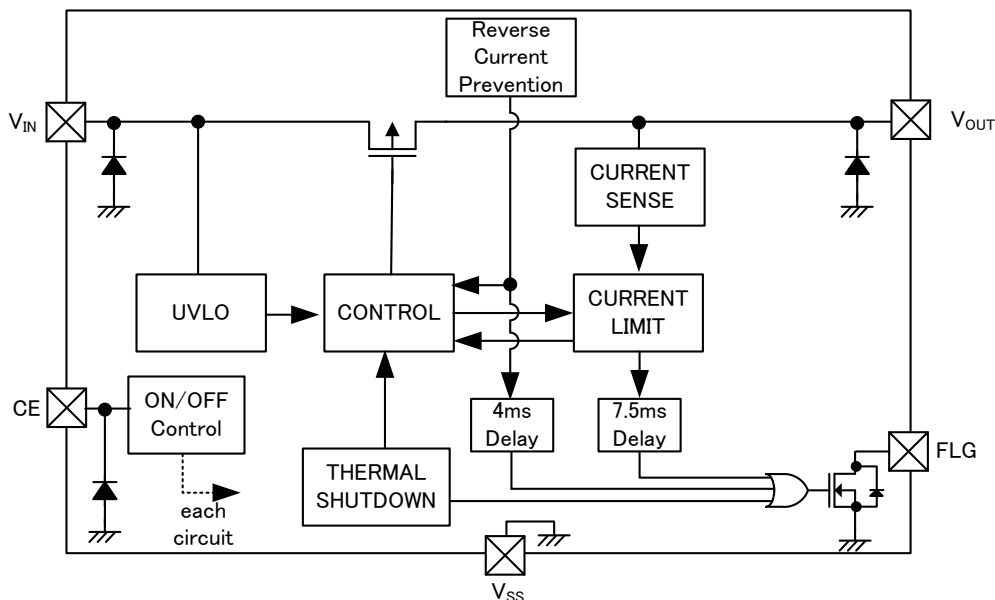 Reverse
Current
Prevention
VIN
VOUT
CURRENT
SENSE
UVLO
CONTROL
CURRENT
LIMIT
CE
ON/OFF
Control
4ms
Delay
7.5ms
Delay
FLG
THERMAL
SHUTDOWN
each
circuit
VSS